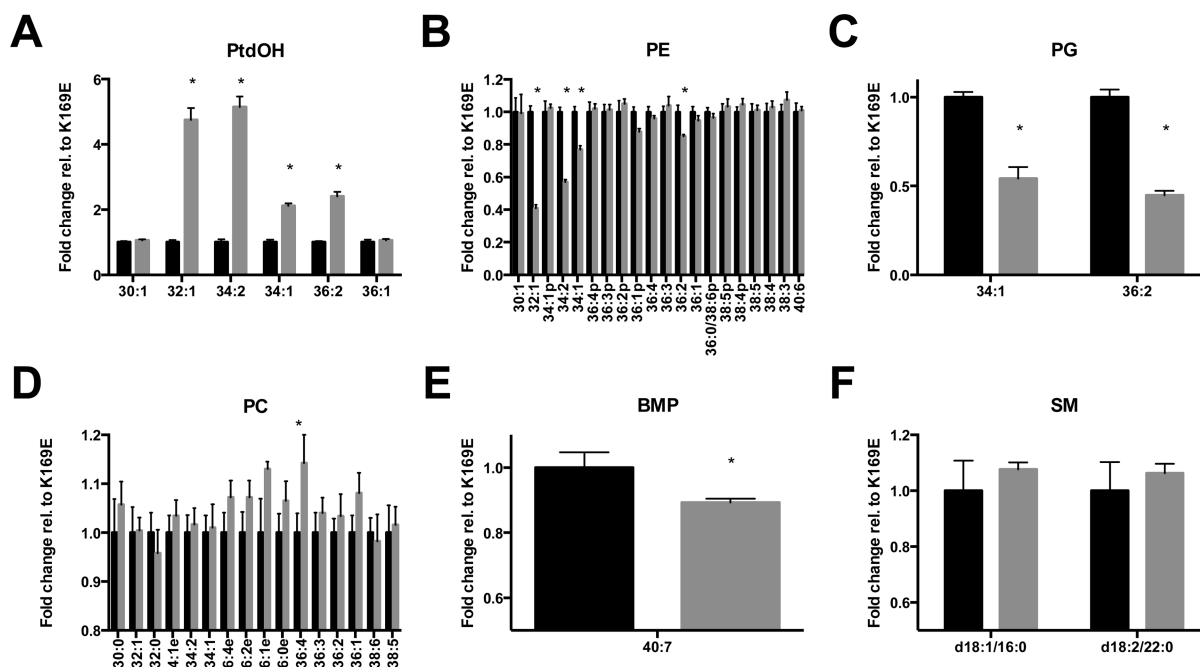 A
PtdOH
Fold change rel. to K169E
6
4
2
0
*
*
*
*
30:1
32:1
34:2
34:1
36:2
36:1
B
PE
Fold change rel. to K169E
1.2
1.0
0.8
0.6
0.4
0.2
0.0
*
*
*
*
30:1
32:1
34:1p
34:2
34:1
36:4p
36:3p
36:2p
36:1p
36:4
36:3
36:2
36:1
36:0/38:6p
38:5p
38:4p
38:5
38:4
38:3
40:6
C
PG
Fold change rel. to K169E
1.0
0.5
0.0
*
*
34:1
36:2
D
PC
Fold change rel. to K169E
1.2
1.1
1.0
0.9
0.8
*
30:0
32:1
32:0
4:1e
34:2
34:1
6:4e
6:2e
6:1e
6:0e
36:4
36:3
36:2
36:1
38:6
38:5
E
BMP
Fold change rel. to K169E
1.0
0.8
0.6
*
40:7
F
SM
Fold change rel. to K169E
1.2
1.0
0.8
0.6
d18:1/16:0
d18:2/22:0